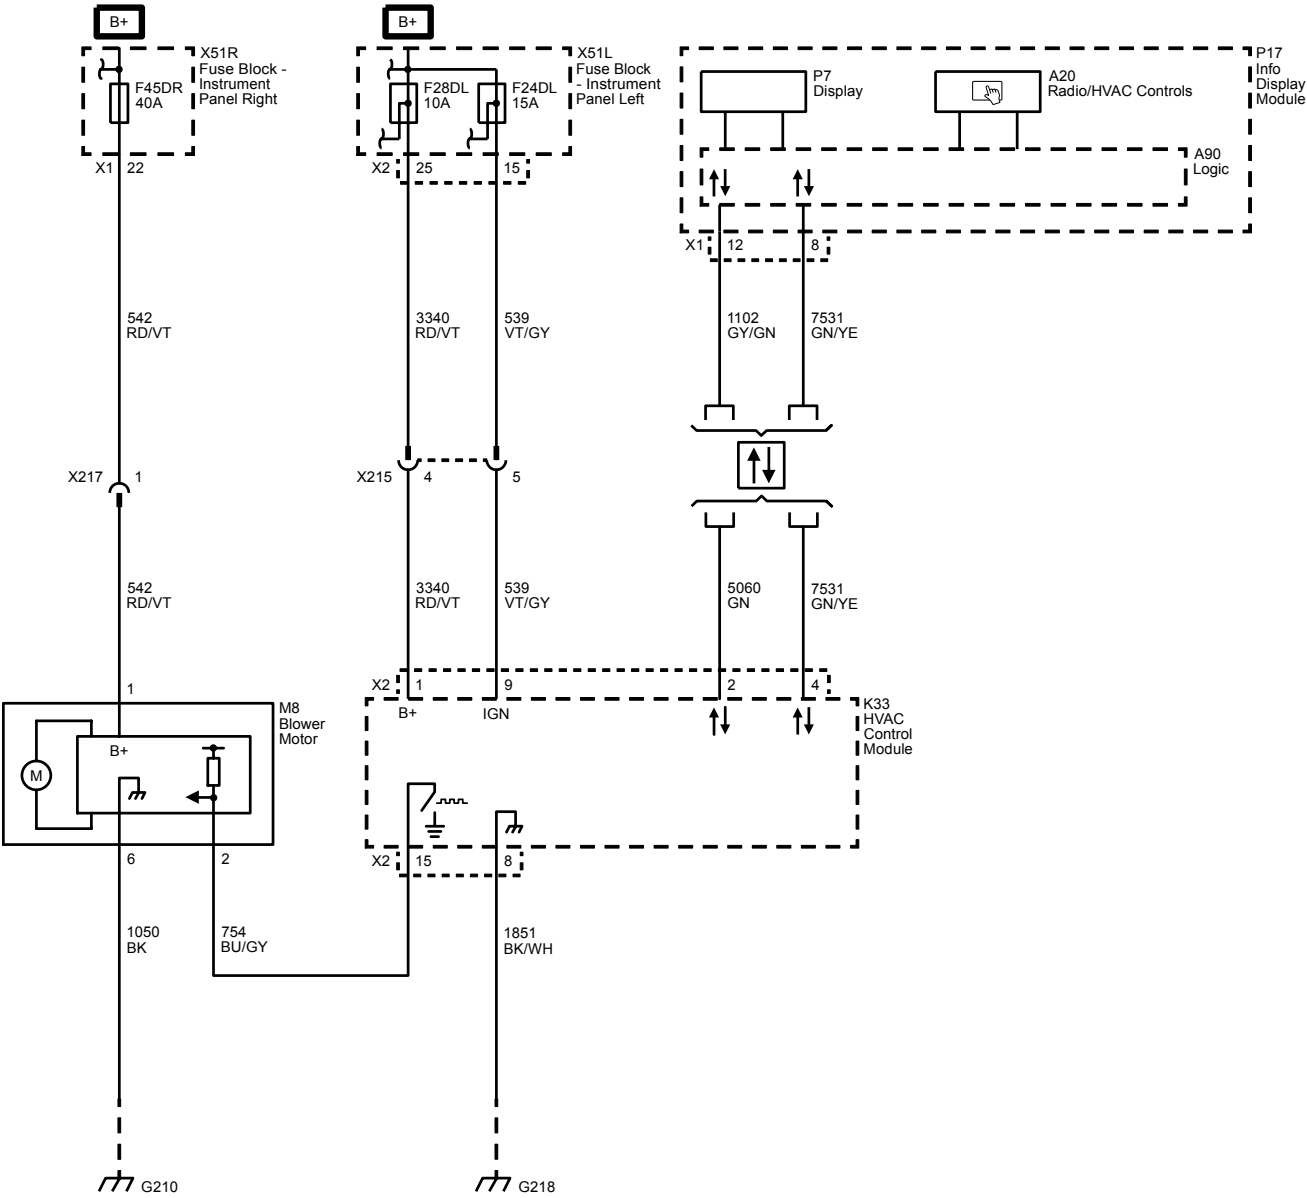 B+
B+
X51R
Fuse Block -
Instrument
Panel Right
F45DR
40A
X1 22
X51L
Fuse Block
- Instrument
Panel Left
F28DL
10A
F24DL
15A
X2 25 15
P17
Info
Display
Module
P7
Display
A20
Radio/HVAC Controls
A90
Logic
X1 12 8
542
RD/VT
3340
RD/VT
539
VT/GY
1102
GY/GN
7531
GN/YE
X217 1
X215 4 5
542
RD/VT
3340
RD/VT
539
VT/GY
5060
GN
7531
GN/YE
1
X2 1 9 2 4
M8
Blower
Motor
B+
M
B+ IGN
K33
HVAC
Control
Module
6 2
X2 15 8
1050
BK
754
BU/GY
1851
BK/WH
G210
G218